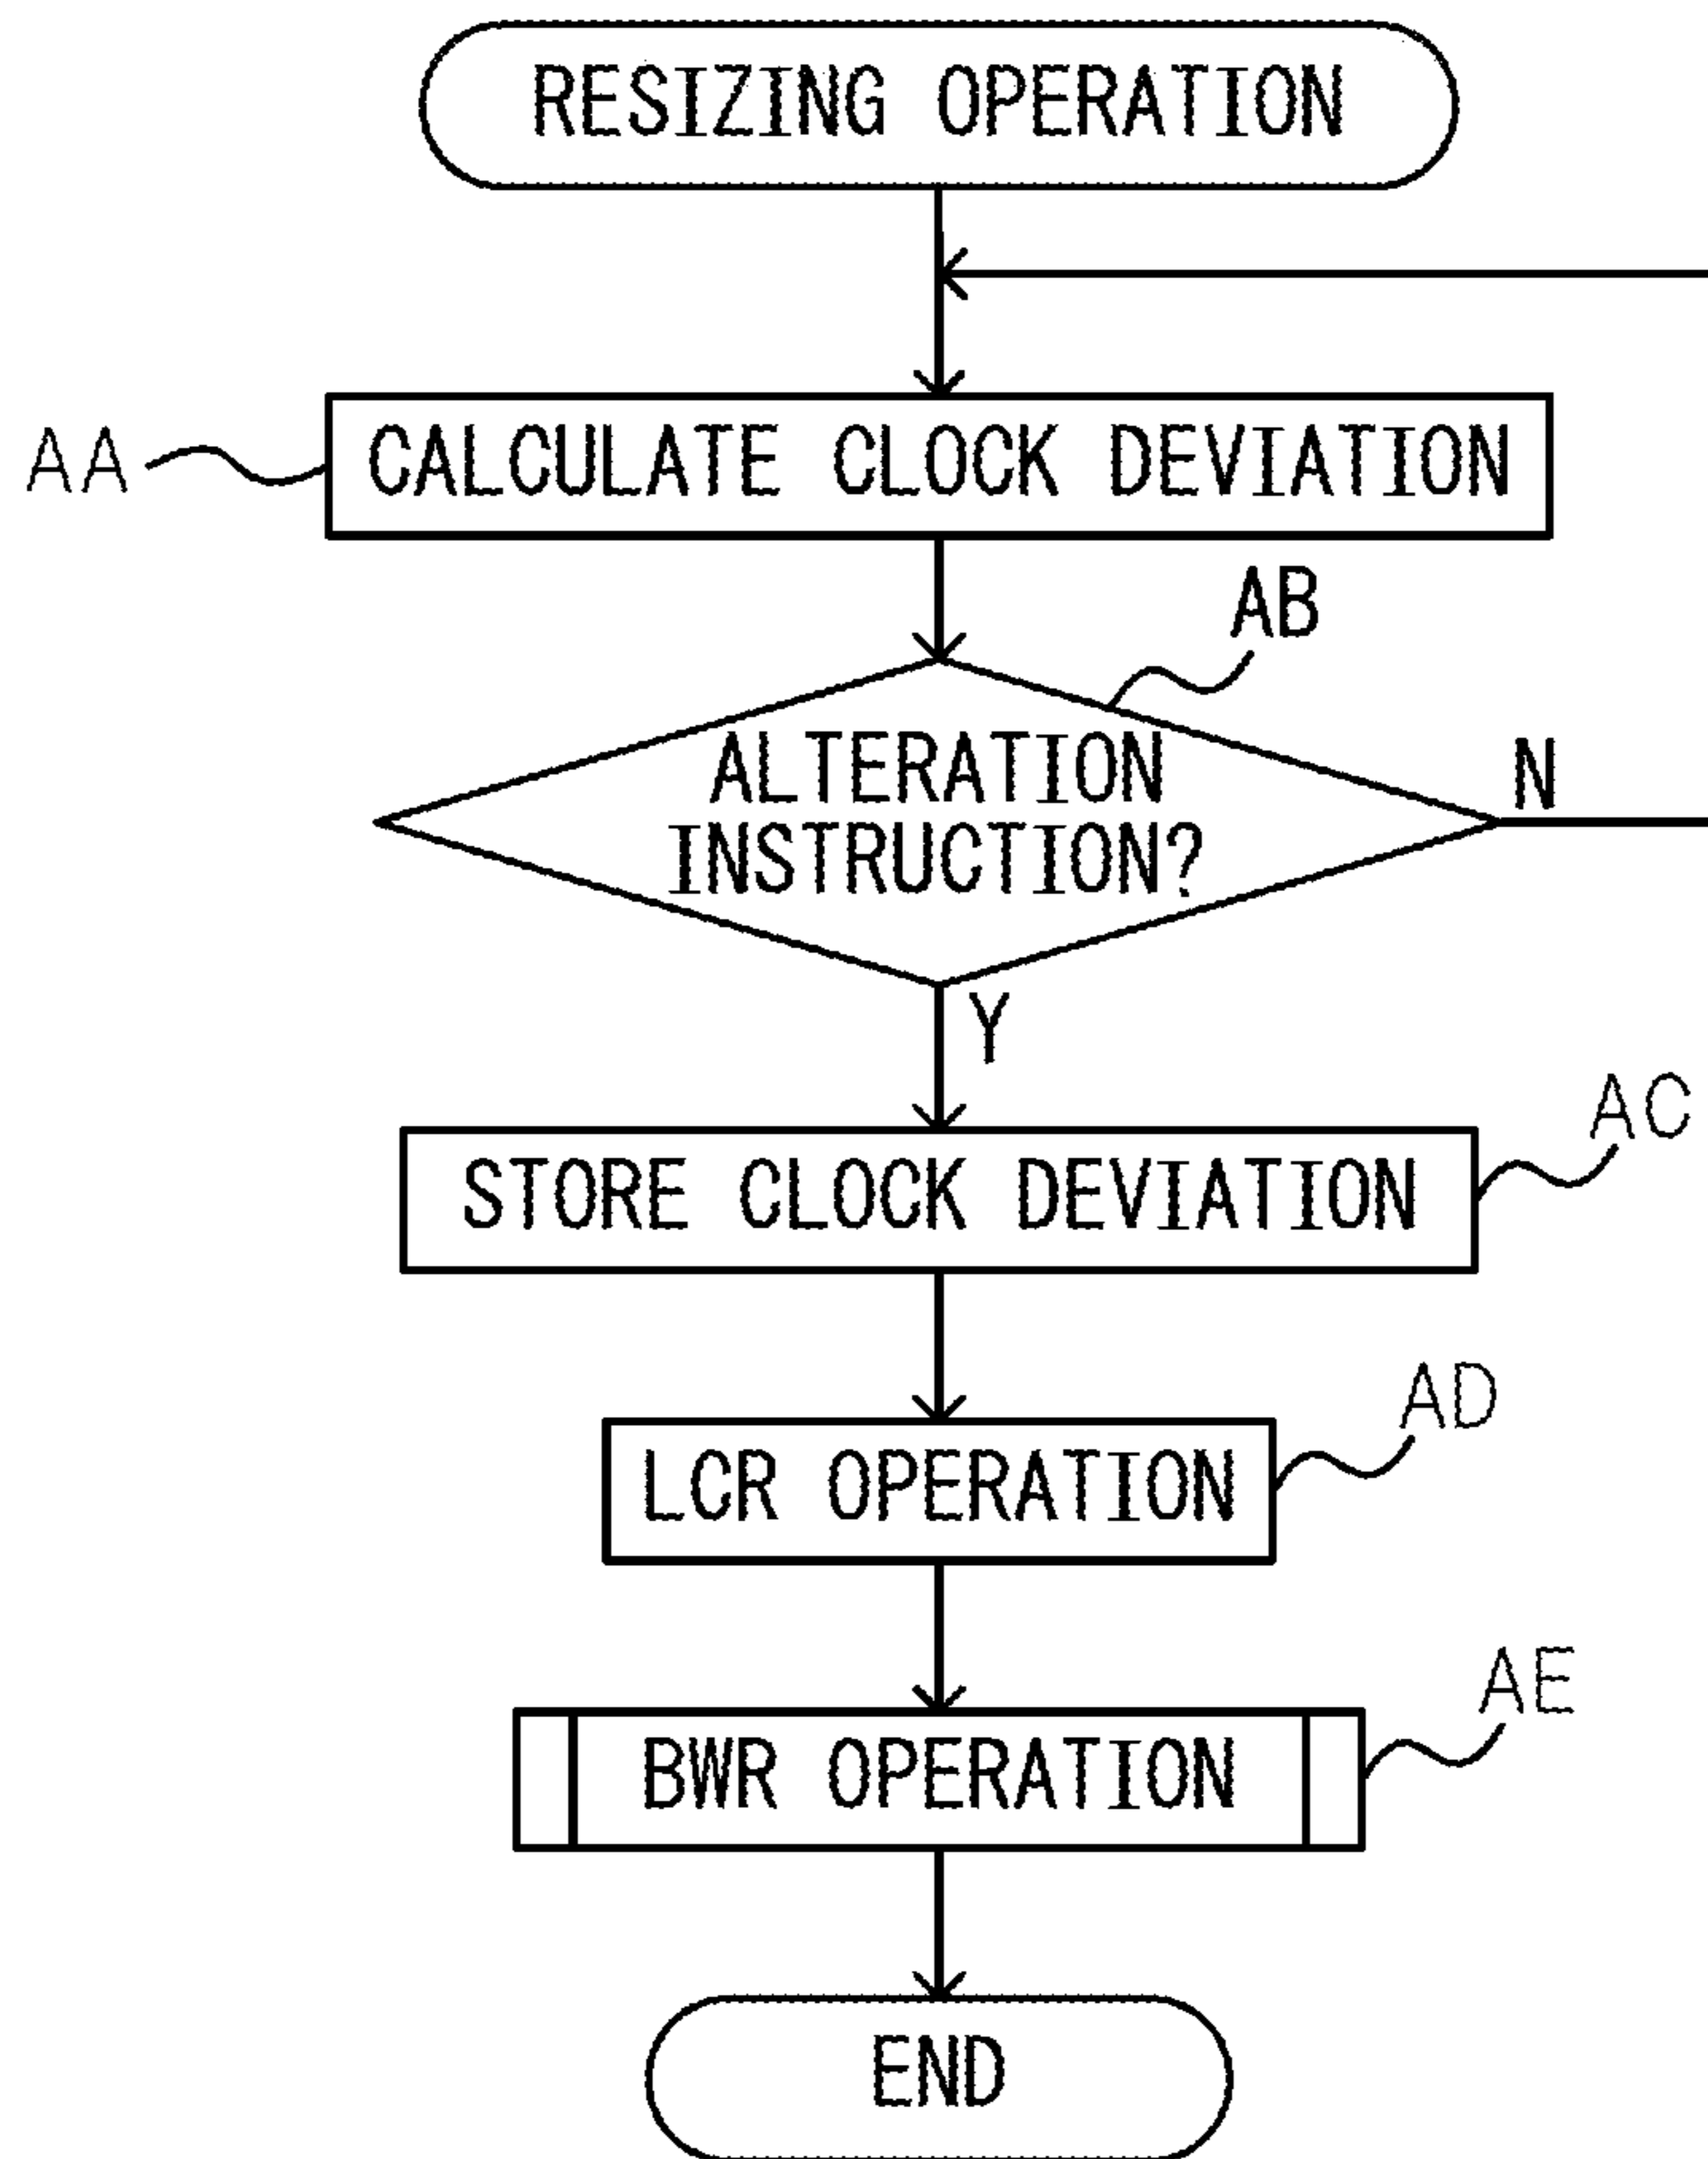 RESIZING OPERATION
AA
CALCULATE CLOCK DEVIATION
AB
ALTERATION
INSTRUCTION?
N
Y
AC
STORE CLOCK DEVIATION
AD
LCR OPERATION
AE
BWR OPERATION
END